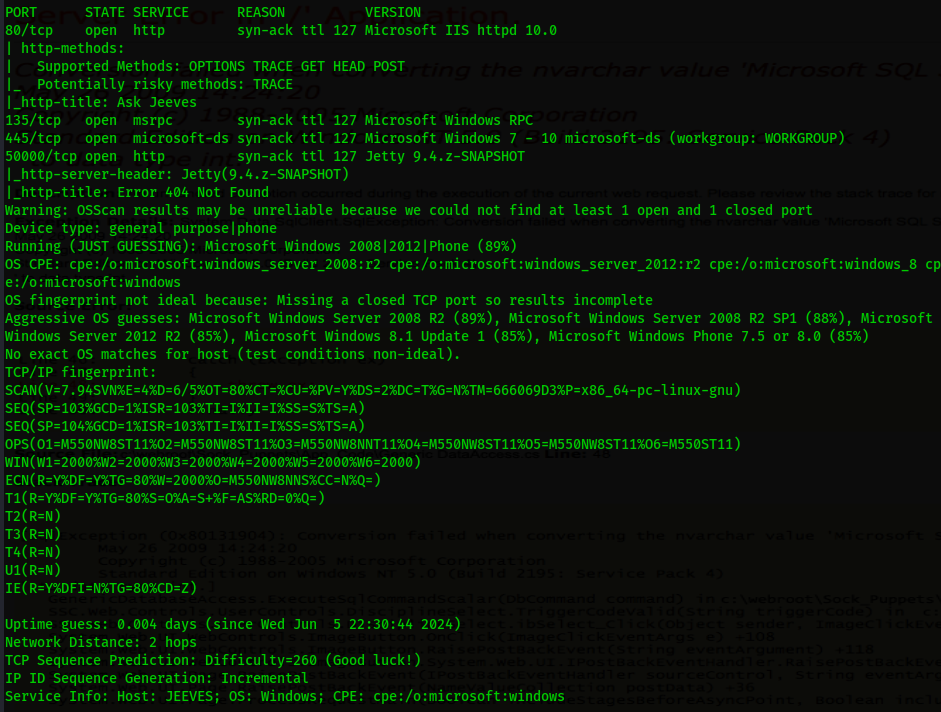 PORT      STATE SERVICE      REASON          VERSION
80/tcp    open  http         syn-ack ttl 127 Microsoft IIS httpd 10.0
| http-methods:
|   Supported Methods: OPTIONS TRACE GET HEAD POST
|_  Potentially risky methods: TRACE
|_http-title: Ask Jeeves
135/tcp   open  msrpc        syn-ack ttl 127 Microsoft Windows RPC
445/tcp   open  microsoft-ds syn-ack ttl 127 Microsoft Windows 7 - 10 microsoft-ds (workgroup: WORKGROUP)
50000/tcp open  http         syn-ack ttl 127 Jetty 9.4.z-SNAPSHOT
|_http-server-header: Jetty(9.4.z-SNAPSHOT)
|_http-title: Error 404 Not Found
Warning: OSScan results may be unreliable because we could not find at least 1 open and 1 closed port
Device type: general purpose|phone
Running (JUST GUESSING): Microsoft Windows 2008|2012|Phone (89%)
OS CPE: cpe:/o:microsoft:windows_server_2008:r2 cpe:/o:microsoft:windows_server_2012:r2 cpe:/o:microsoft:windows_8 cp
e:/o:microsoft:windows
OS fingerprint not ideal because: Missing a closed TCP port so results incomplete
Aggressive OS guesses: Microsoft Windows Server 2008 R2 (89%), Microsoft Windows Server 2008 R2 SP1 (88%), Microsoft
Windows Server 2012 R2 (85%), Microsoft Windows 8.1 Update 1 (85%), Microsoft Windows Phone 7.5 or 8.0 (85%)
No exact OS matches for host (test conditions non-ideal).
TCP/IP fingerprint:
SCAN(V=7.94SVN%E=4%D=6/5%OT=80%CT=%CU=%PV=Y%DS=2%DC=T%G=N%TM=666069D3%P=x86_64-pc-linux-gnu)
SEQ(SP=103%GCD=1%ISR=103%TI=I%II=I%SS=S%TS=A)
SEQ(SP=104%GCD=1%ISR=103%TI=I%II=I%SS=S%TS=A)
OPS(O1=M550NW8ST11%O2=M550NW8ST11%O3=M550NW8NNT11%O4=M550NW8ST11%O5=M550NW8ST11%O6=M550ST11)
WIN(W1=2000%W2=2000%W3=2000%W4=2000%W5=2000%W6=2000)
ECN(R=Y%DF=Y%TG=80%W=2000%O=M550NW8NNS%CC=N%Q=)
T1(R=Y%DF=Y%TG=80%S=O%A=S+%F=AS%RD=0%Q=)
T2(R=N)
T3(R=N)
T4(R=N)
U1(R=N)
IE(R=Y%DFI=N%TG=80%CD=Z)

Uptime guess: 0.004 days (since Wed Jun  5 22:30:44 2024)
Network Distance: 2 hops
TCP Sequence Prediction: Difficulty=260 (Good luck!)
IP ID Sequence Generation: Incremental
Service Info: Host: JEEVES; OS: Windows; CPE: cpe:/o:microsoft:windows